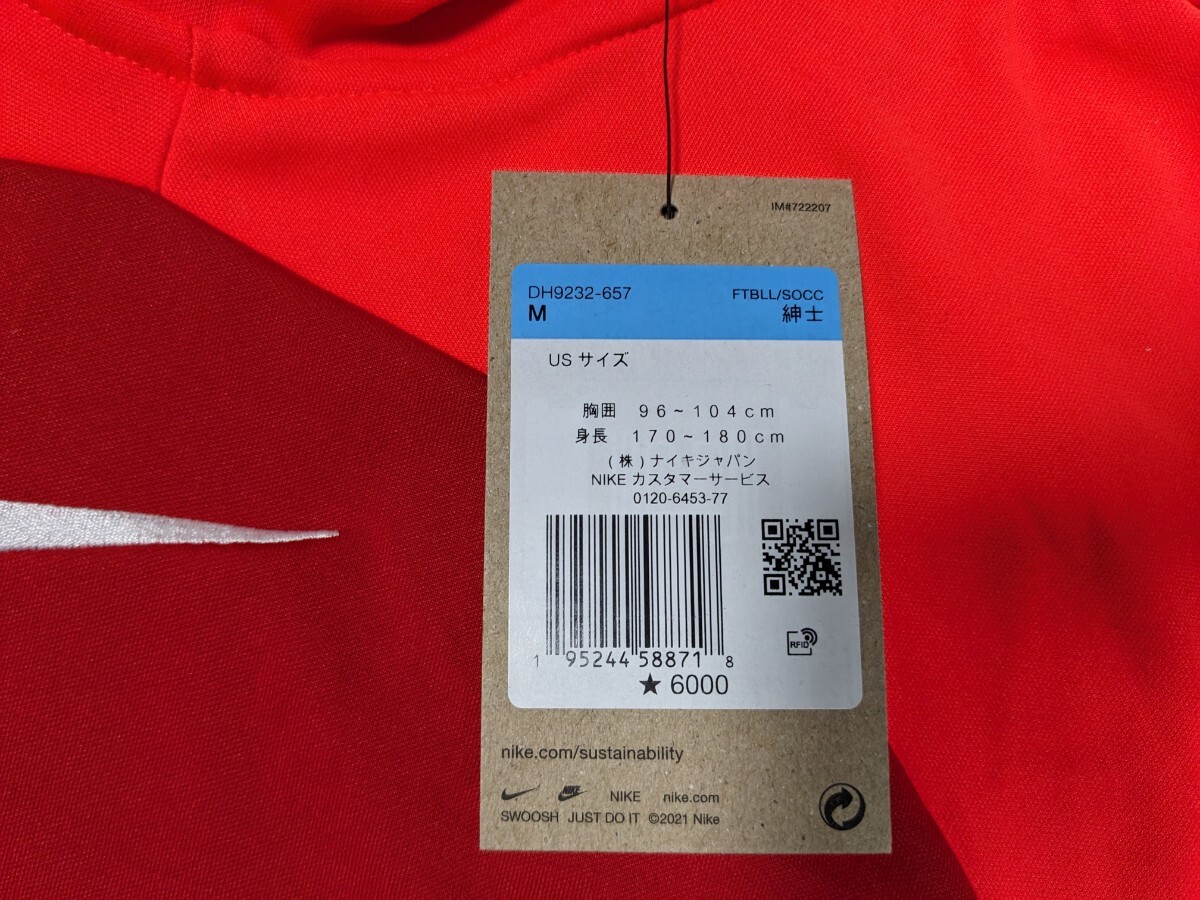 IM#722207
DH9232-657 FTBLL/SOCC
M 紳士
US サイズ
胸囲 96~104cm
身長 170~180cm
(株)ナイキジャパン
NIKE カスタマーサービス
0120-6453-77
1 95244 58871 8
RFID
★ 6000
nike.com/sustainability
NIKE NIKE nike.com
SWOOSH JUST DO IT ©2021 Nike